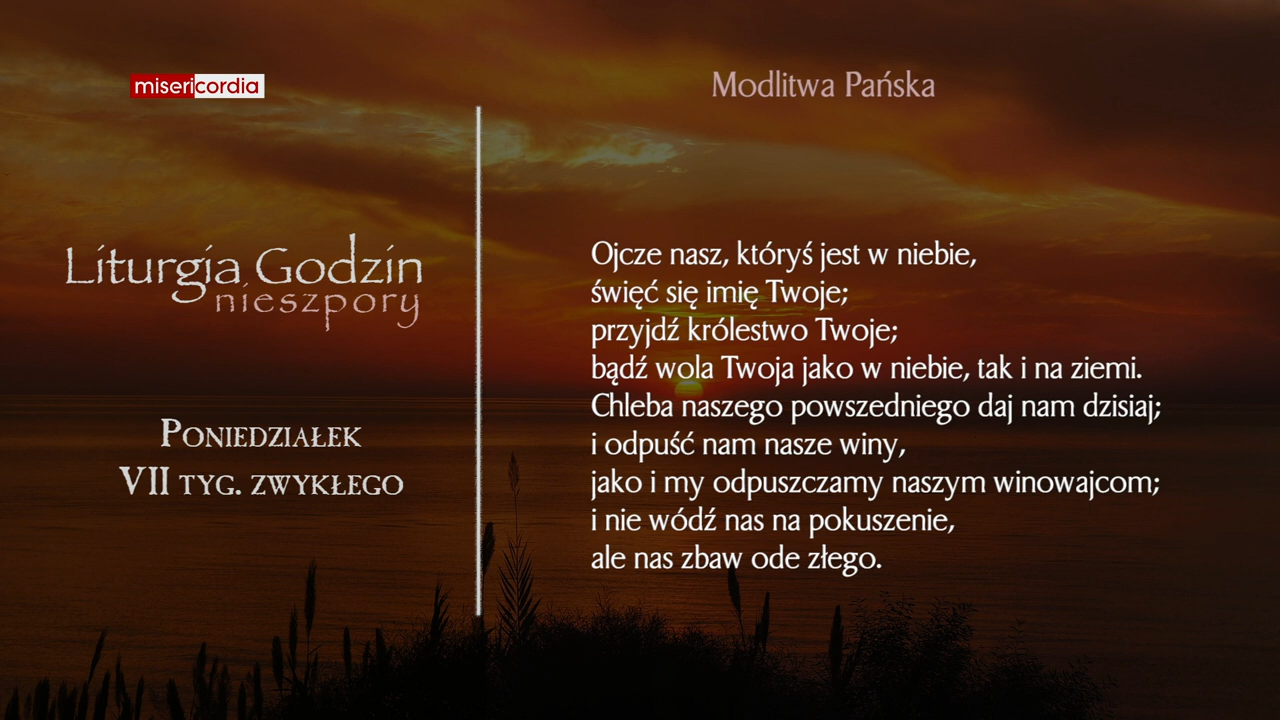 misericordia
Liturgia Godzin
nieszpory
Poniedziałek
VII tyg. zwykłego
Modlitwa Pańska
Ojcze nasz, któryś jest w niebie,
święć się imię Twoje;
przyjdź królestwo Twoje;
bądź wola Twoja jako w niebie, tak i na ziemi.
Chleba naszego powszedniego daj nam dzisiaj;
i odpuść nam nasze winy,
jako i my odpuszczamy naszym winowajcom;
i nie wódź nas na pokuszenie,
ale nas zbaw ode złego.